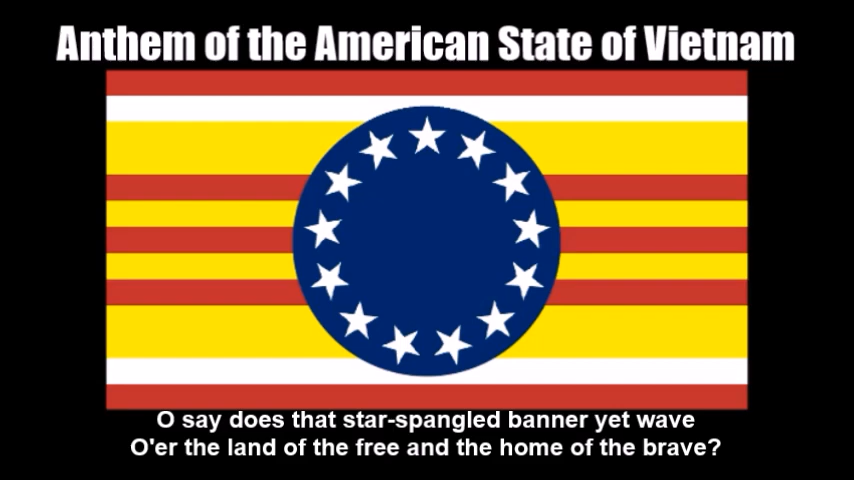 Anthem of the American State of Vietnam
O say does that star-spangled banner yet wave
O'er the land of the free and the home of the brave?